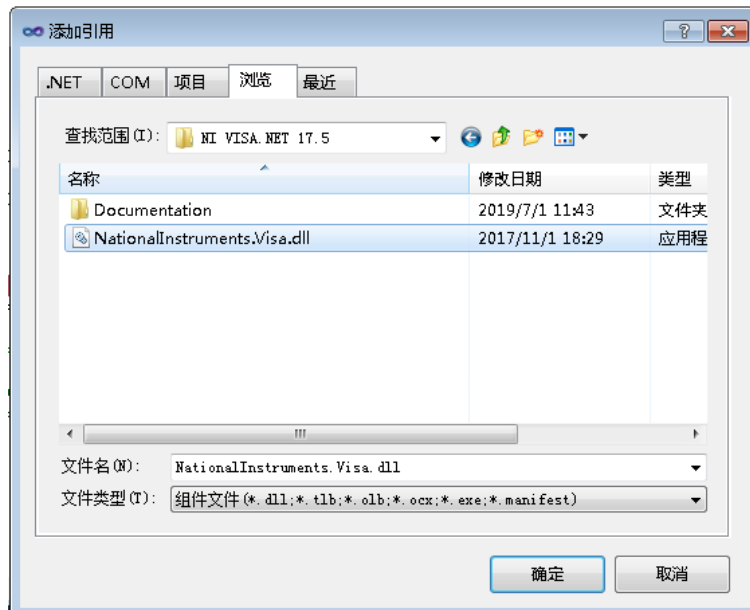 添加引用
.NET COM 项目 浏览 最近
查找范围(I): NI VISA.NET 17.5
名称 修改日期 类型
Documentation 2019/7/1 11:43 文件夹
NationalInstruments.Visa.dll 2017/11/1 18:29 应用程
文件名(N): NationalInstruments.Visa.dll
文件类型(T): 组件文件(*.dll;*.tlb;*.olb;*.ocx;*.exe;*.manifest)
确定 取消